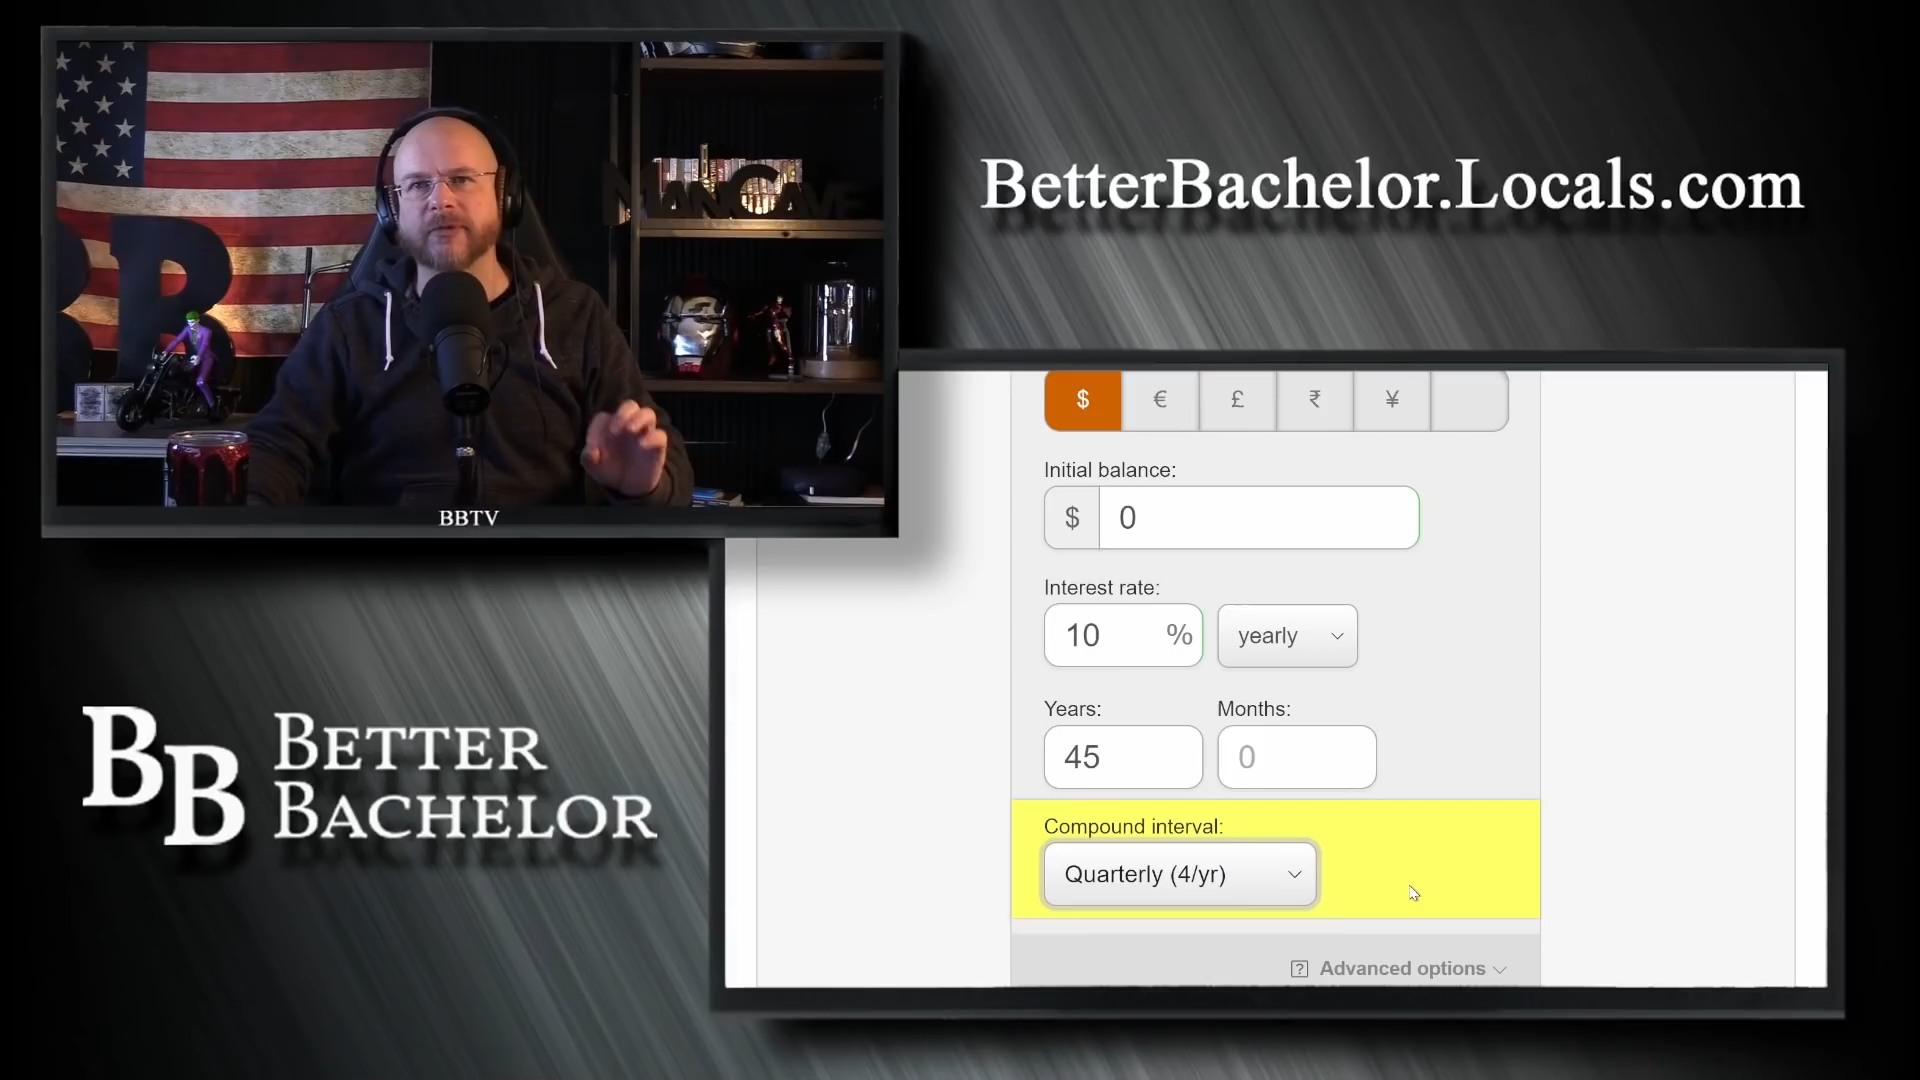 MANCAVE
BBTV
BetterBachelor.Locals.com
BB
BETTER
BACHELOR
$ € £ ₹ ¥
Initial balance:
$ 0
Interest rate:
10 % yearly
Years: Months:
45 0
Compound interval:
Quarterly (4/yr)
? Advanced options